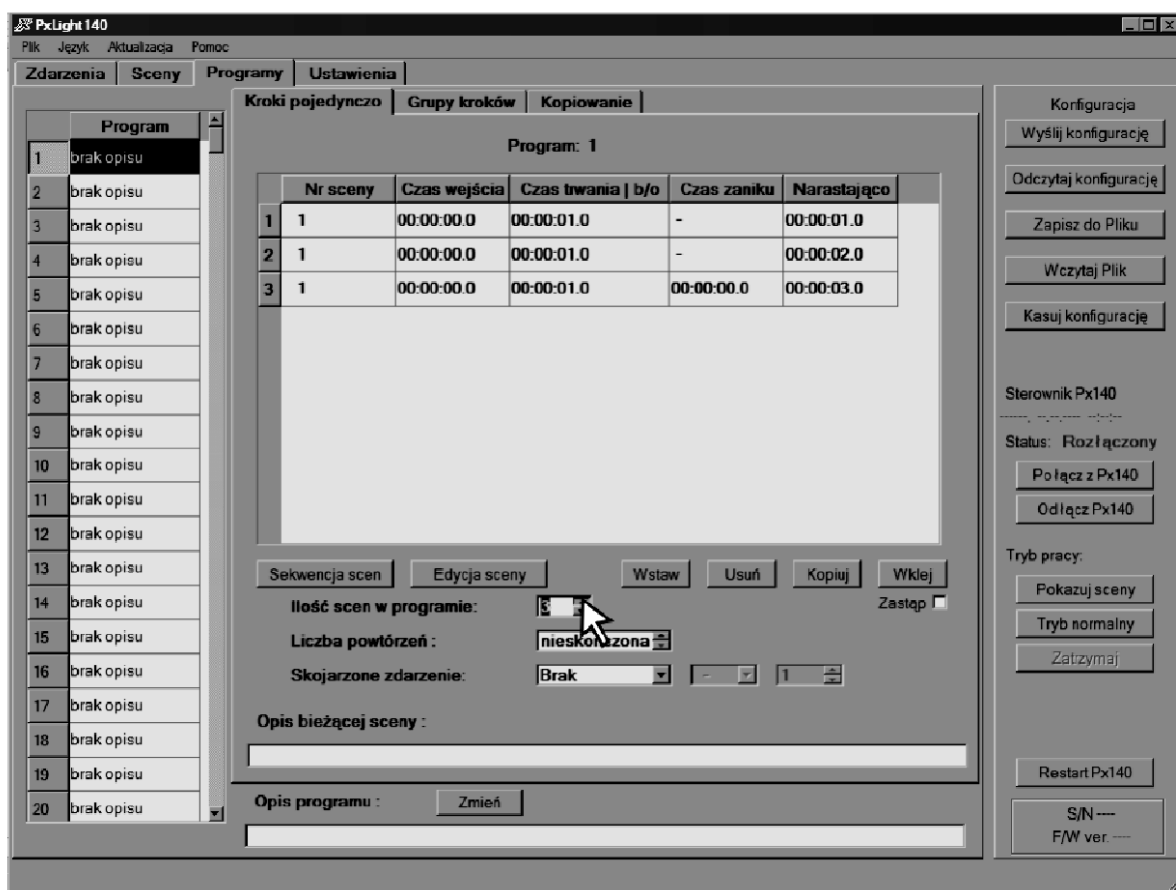 PxLight 140
Plik Język Aktualizacja Pomoc
Zdarzenia Sceny Programy Ustawienia
Kroki pojedynczo Grupy kroków Kopiowanie
Program
1 brak opisu
2 brak opisu
3 brak opisu
4 brak opisu
5 brak opisu
6 brak opisu
7 brak opisu
8 brak opisu
9 brak opisu
10 brak opisu
11 brak opisu
12 brak opisu
13 brak opisu
14 brak opisu
15 brak opisu
16 brak opisu
17 brak opisu
18 brak opisu
19 brak opisu
20 brak opisu
Program: 1
Nr sceny Czas wejścia Czas trwania | b/o Czas zaniku Narastająco
1 1 00:00:00.0 00:00:01.0 - 00:00:01.0
2 1 00:00:00.0 00:00:01.0 - 00:00:02.0
3 1 00:00:00.0 00:00:01.0 00:00:00.0 00:00:03.0
Sekwencja scen Edycja sceny Wstaw Usuń Kopiuj Wklej
Zastąp
Ilość scen w programie: 3
Liczba powtórzeń : nieskończona
Skojarzone zdarzenie: Brak - 1
Opis bieżącej sceny :
Opis programu : Zmień
Konfiguracja
Wyślij konfigurację
Odczytaj konfigurację
Zapisz do Pliku
Wczytaj Plik
Kasuj konfigurację
Sterownik Px140
Status: Rozłączony
Połącz z Px140
Odłącz Px140
Tryb pracy:
Pokazuj sceny
Tryb normalny
Zatrzymaj
Restart Px140
S/N ----
F/W ver. ----